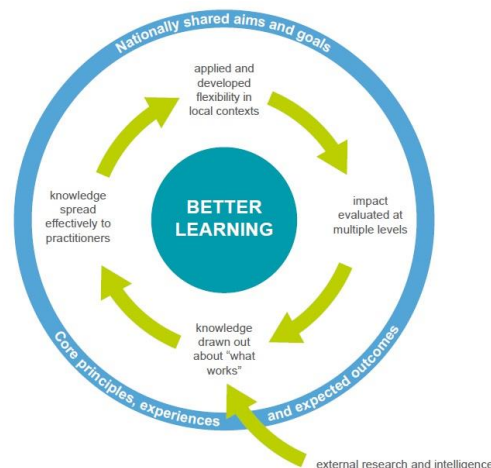 Nationally shared aims and goals
applied and
developed
flexibility in
local contexts
impact
evaluated at
multiple levels
BETTER
LEARNING
knowledge
spread
effectively to
practitioners
knowledge
drawn out
about "what
works"
Core principles, experiences
and expected outcomes
external research and intelligence